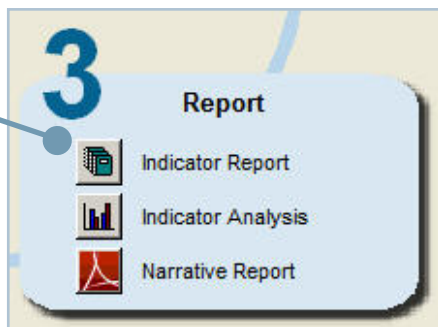 3
Report
Indicator Report
Indicator Analysis
Narrative Report